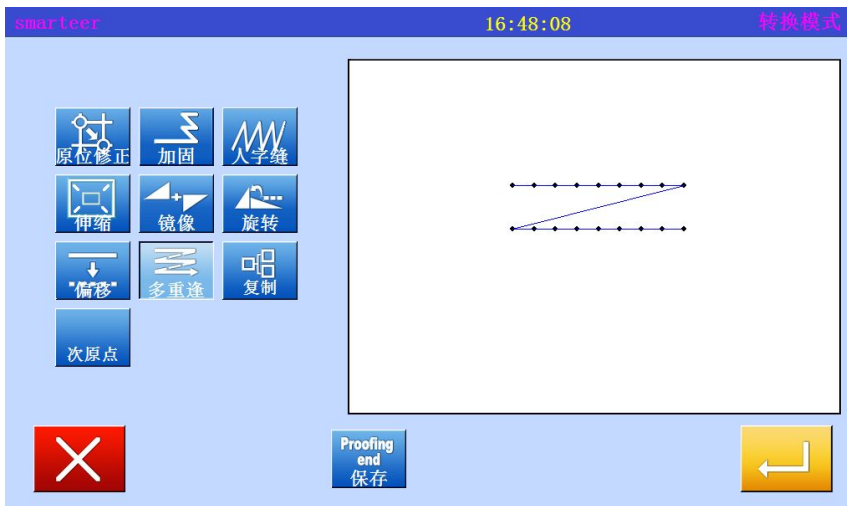 smarteer 16:48:08 转换模式
原位修正 加固 人字缝
伸缩 镜像 旋转
偏移 多重逢 复制
次原点
Proofing
end
保存